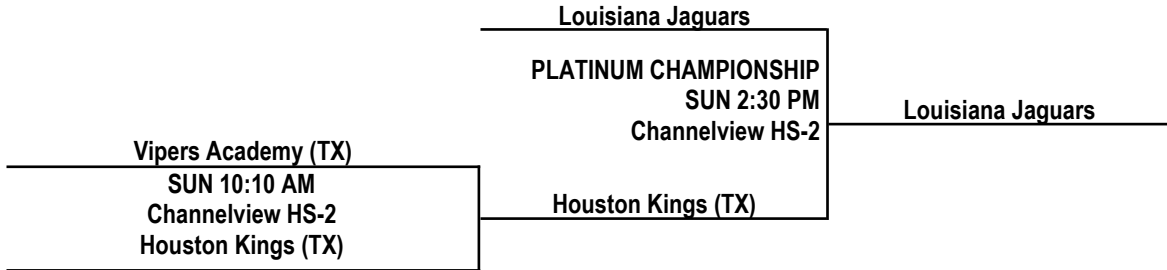 Louisiana Jaguars
PLATINUM CHAMPIONSHIP
SUN 2:30 PM
Channelview HS-2
Louisiana Jaguars
Vipers Academy (TX)
SUN 10:10 AM
Channelview HS-2
Houston Kings (TX)
Houston Kings (TX)